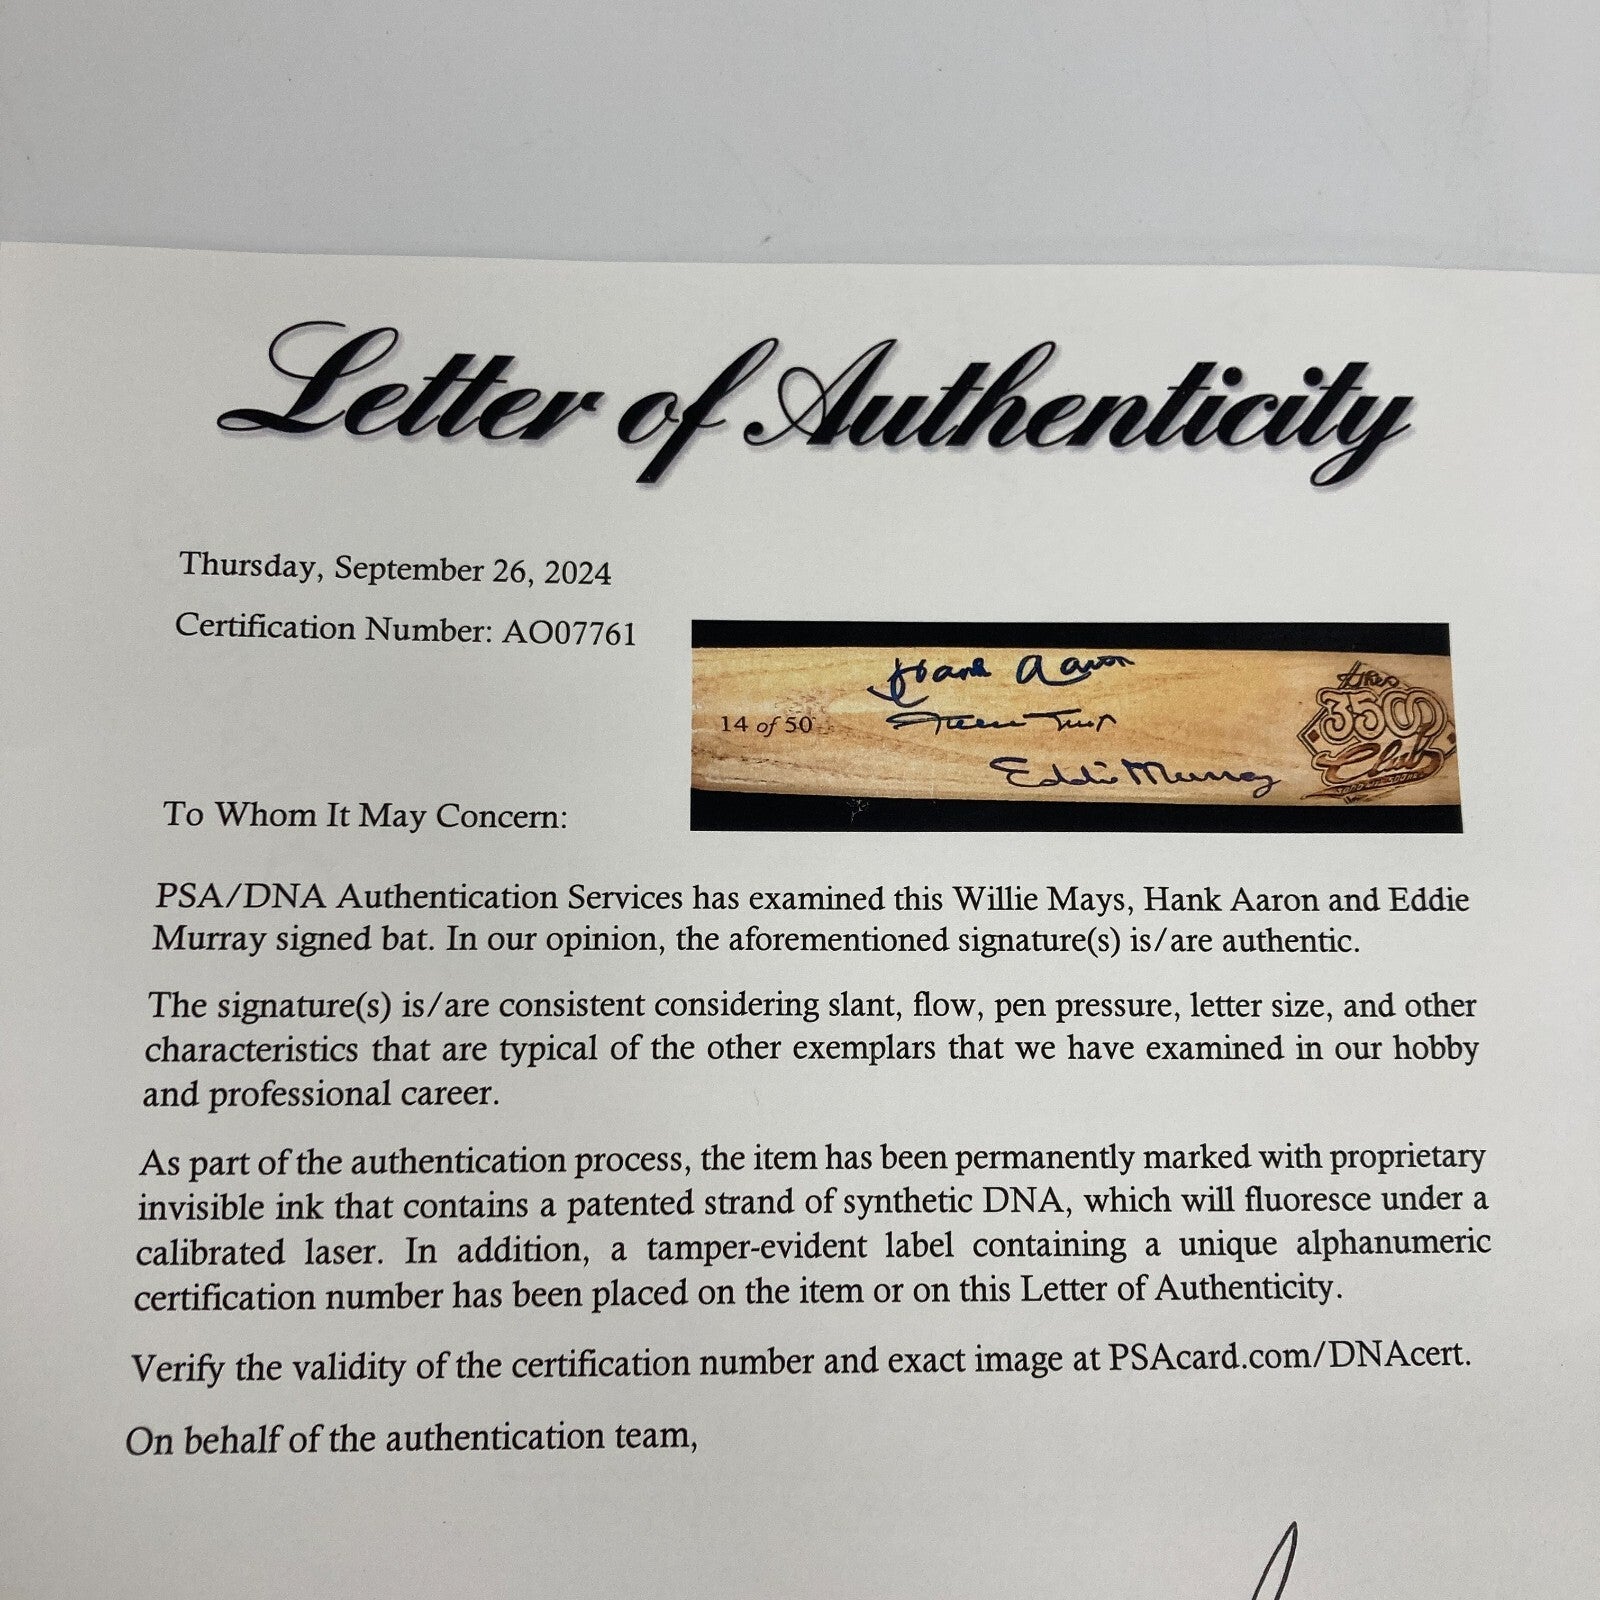 Letter of Authenticity
Thursday, September 26, 2024
Certification Number: AO07761
Hank Aaron
14 of 50
Eddie Murray
3500
Club
To Whom It May Concern:
PSA/DNA Authentication Services has examined this Willie Mays, Hank Aaron and Eddie
Murray signed bat. In our opinion, the aforementioned signature(s) is/are authentic.
The signature(s) is/are consistent considering slant, flow, pen pressure, letter size, and other
characteristics that are typical of the other exemplars that we have examined in our hobby
and professional career.
As part of the authentication process, the item has been permanently marked with proprietary
invisible ink that contains a patented strand of synthetic DNA, which will fluoresce under a
calibrated laser. In addition, a tamper-evident label containing a unique alphanumeric
certification number has been placed on the item or on this Letter of Authenticity.
Verify the validity of the certification number and exact image at PSAcard.com/DNAcert.
On behalf of the authentication team,